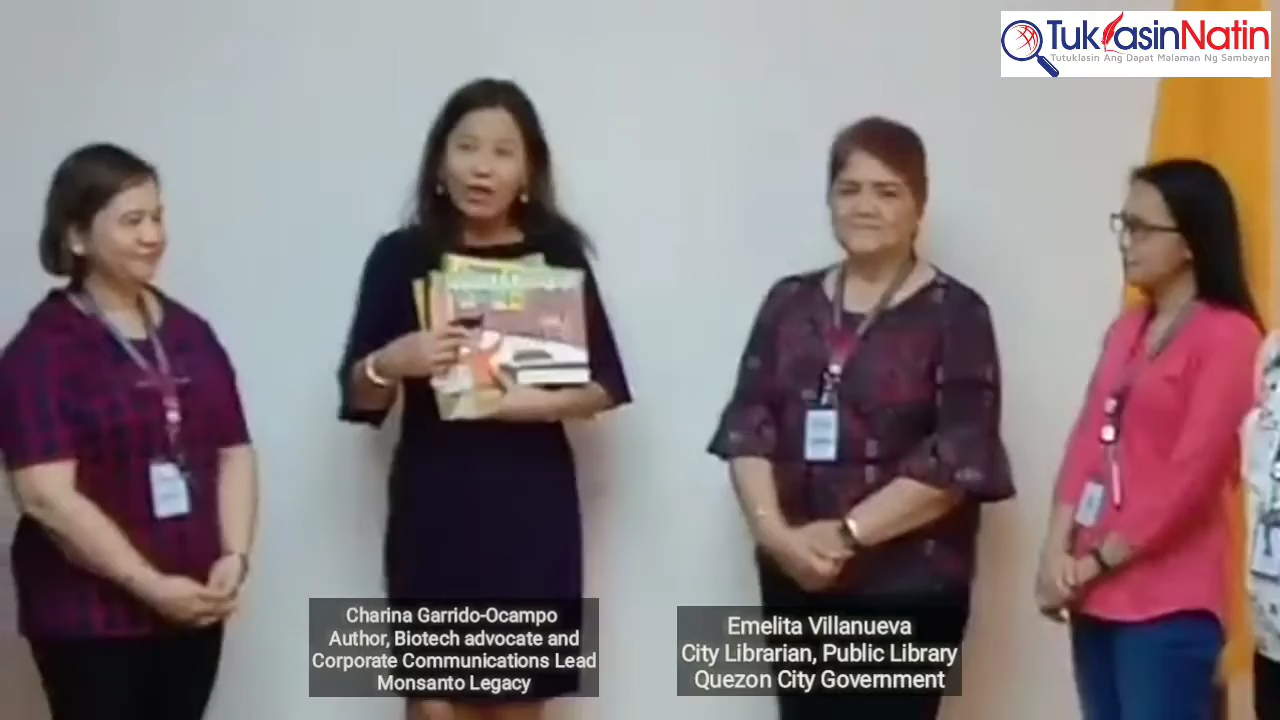 TuklasinNatin
Tutuklasin Ang Dapat Malaman Ng Sambayan
Charina Garrido-Ocampo
Author, Biotech advocate and
Corporate Communications Lead
Monsanto Legacy
Emelita Villanueva
City Librarian, Public Library
Quezon City Government